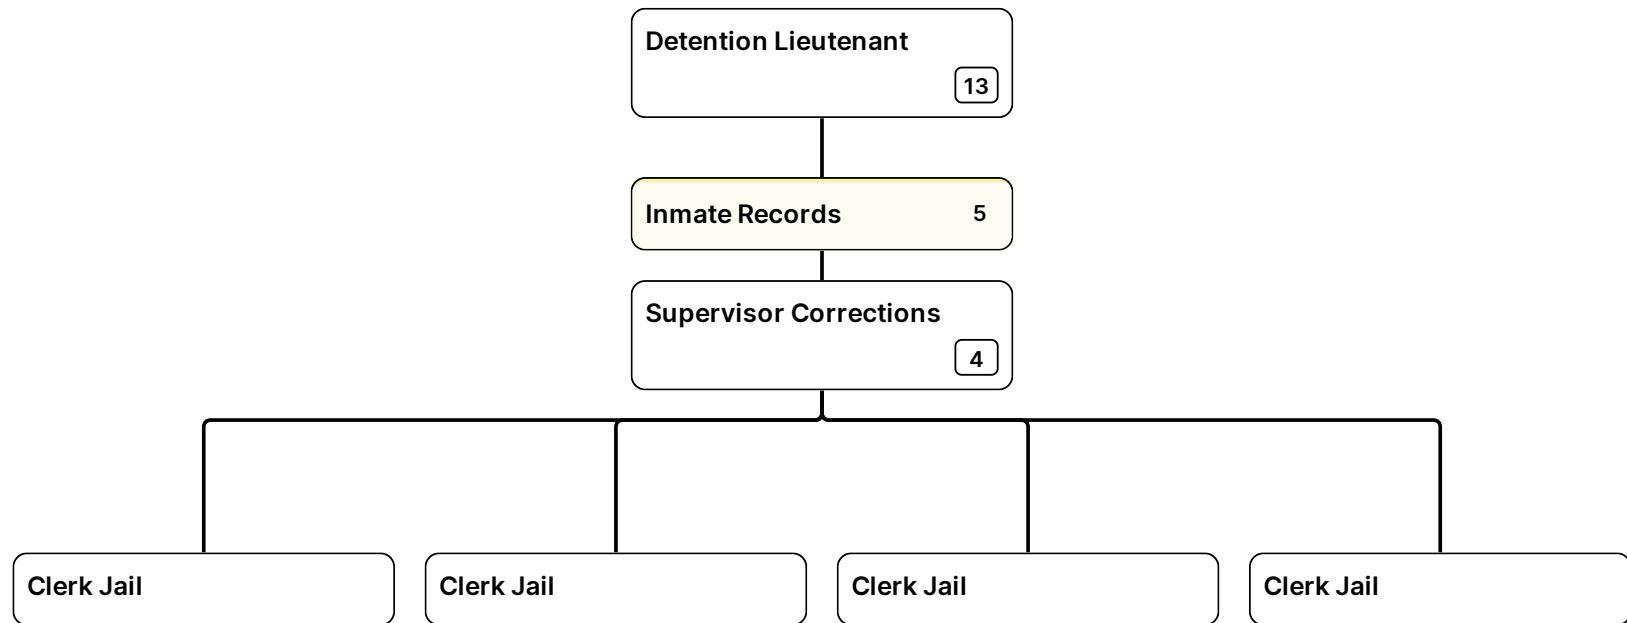 Detention Lieutenant
13
Inmate Records 5
Supervisor Corrections
4
Clerk Jail Clerk Jail Clerk Jail Clerk Jail